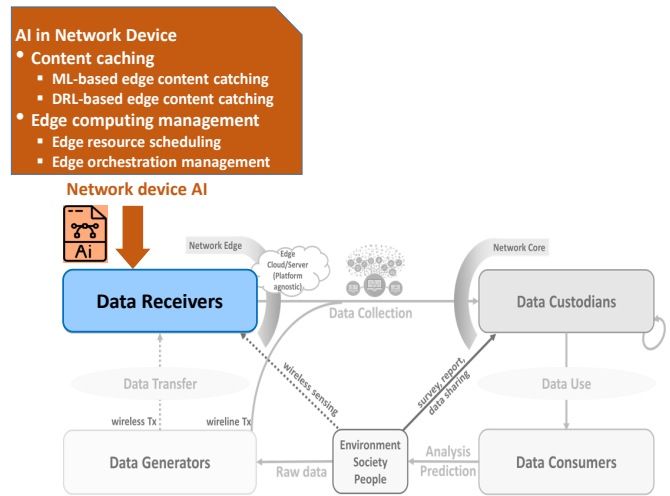 AI in Network Device
• Content caching
▪ ML-based edge content catching
▪ DRL-based edge content catching
• Edge computing management
▪ Edge resource scheduling
▪ Edge orchestration management
Network device AI
Ai
Network Edge
Edge
Cloud/Server
(Platform
agnostic)
Network Core
Data Receivers
Data Collection
Data Custodians
Data Transfer
wireless sensing
survey, report,
data sharing
Data Use
wireless Tx
wireline Tx
Data Generators
Raw data
Environment
Society
People
Analysis
Prediction
Data Consumers